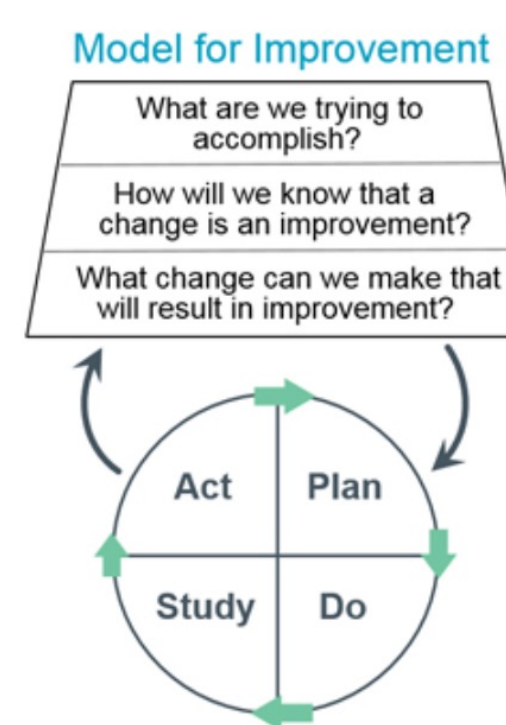 Model for Improvement
What are we trying to
accomplish?
How will we know that a
change is an improvement?
What change can we make that
will result in improvement?
Act
Plan
Study
Do